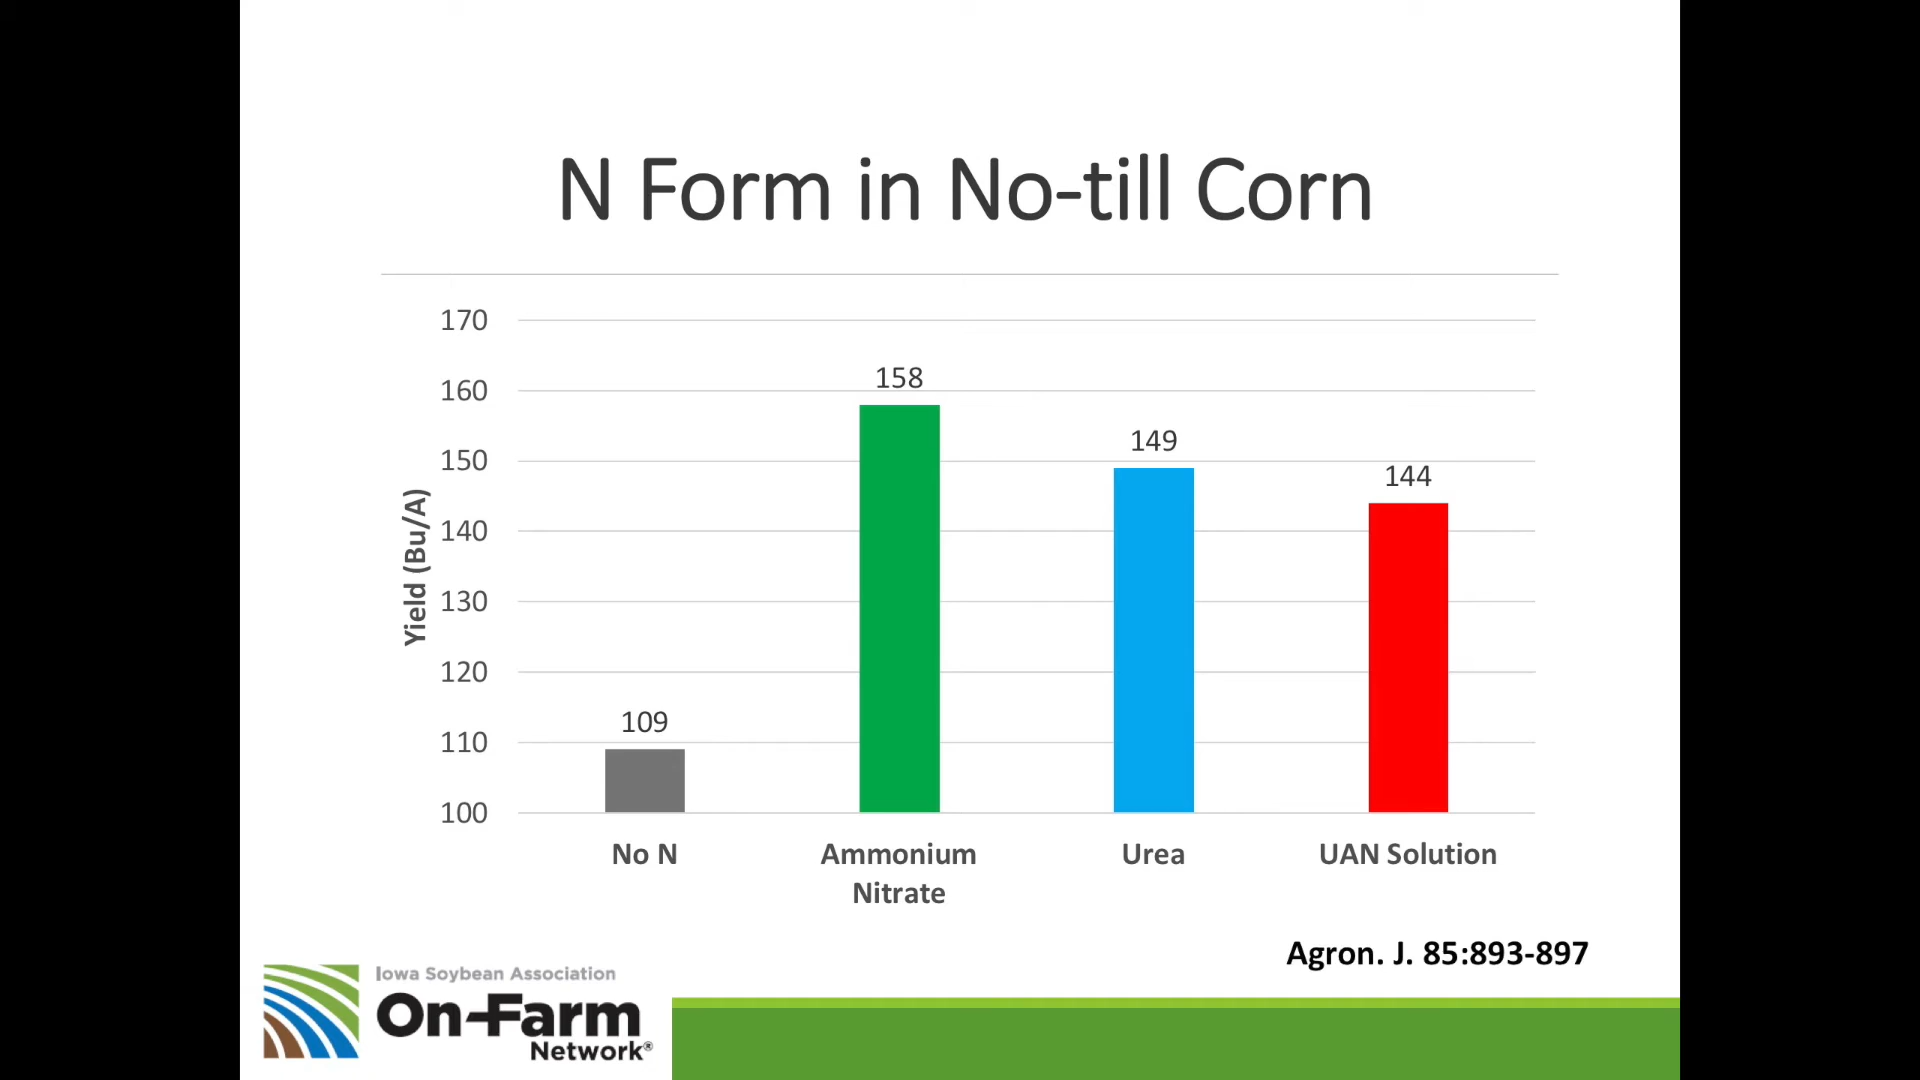 N Form in No-till Corn
170
160
150
140
130
120
110
100
Yield (Bu/A)
109
158
149
144
No N
Ammonium
Nitrate
Urea
UAN Solution
Agron. J. 85:893-897
Iowa Soybean Association
On-Farm
Network®